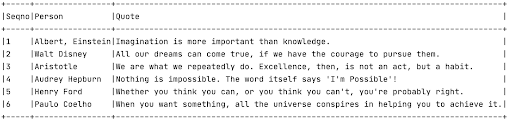 +-----+----------------+-------------------------------------------------------------------------------+
|Seqno|Person          |Quote                                                                          |
+-----+----------------+-------------------------------------------------------------------------------+
|1    |Albert, Einstein|Imagination is more important than knowledge.                                  |
|2    |Walt Disney     |All our dreams can come true, if we have the courage to pursue them.           |
|3    |Aristotle       |We are what we repeatedly do. Excellence, then, is not an act, but a habit.    |
|4    |Audrey Hepburn  |Nothing is impossible. The word itself says 'I'm Possible'!                    |
|5    |Henry Ford      |Whether you think you can, or you think you can't, you're probably right.      |
|6    |Paulo Coelho    |When you want something, all the universe conspires in helping you to achieve it.|
+-----+----------------+-------------------------------------------------------------------------------+